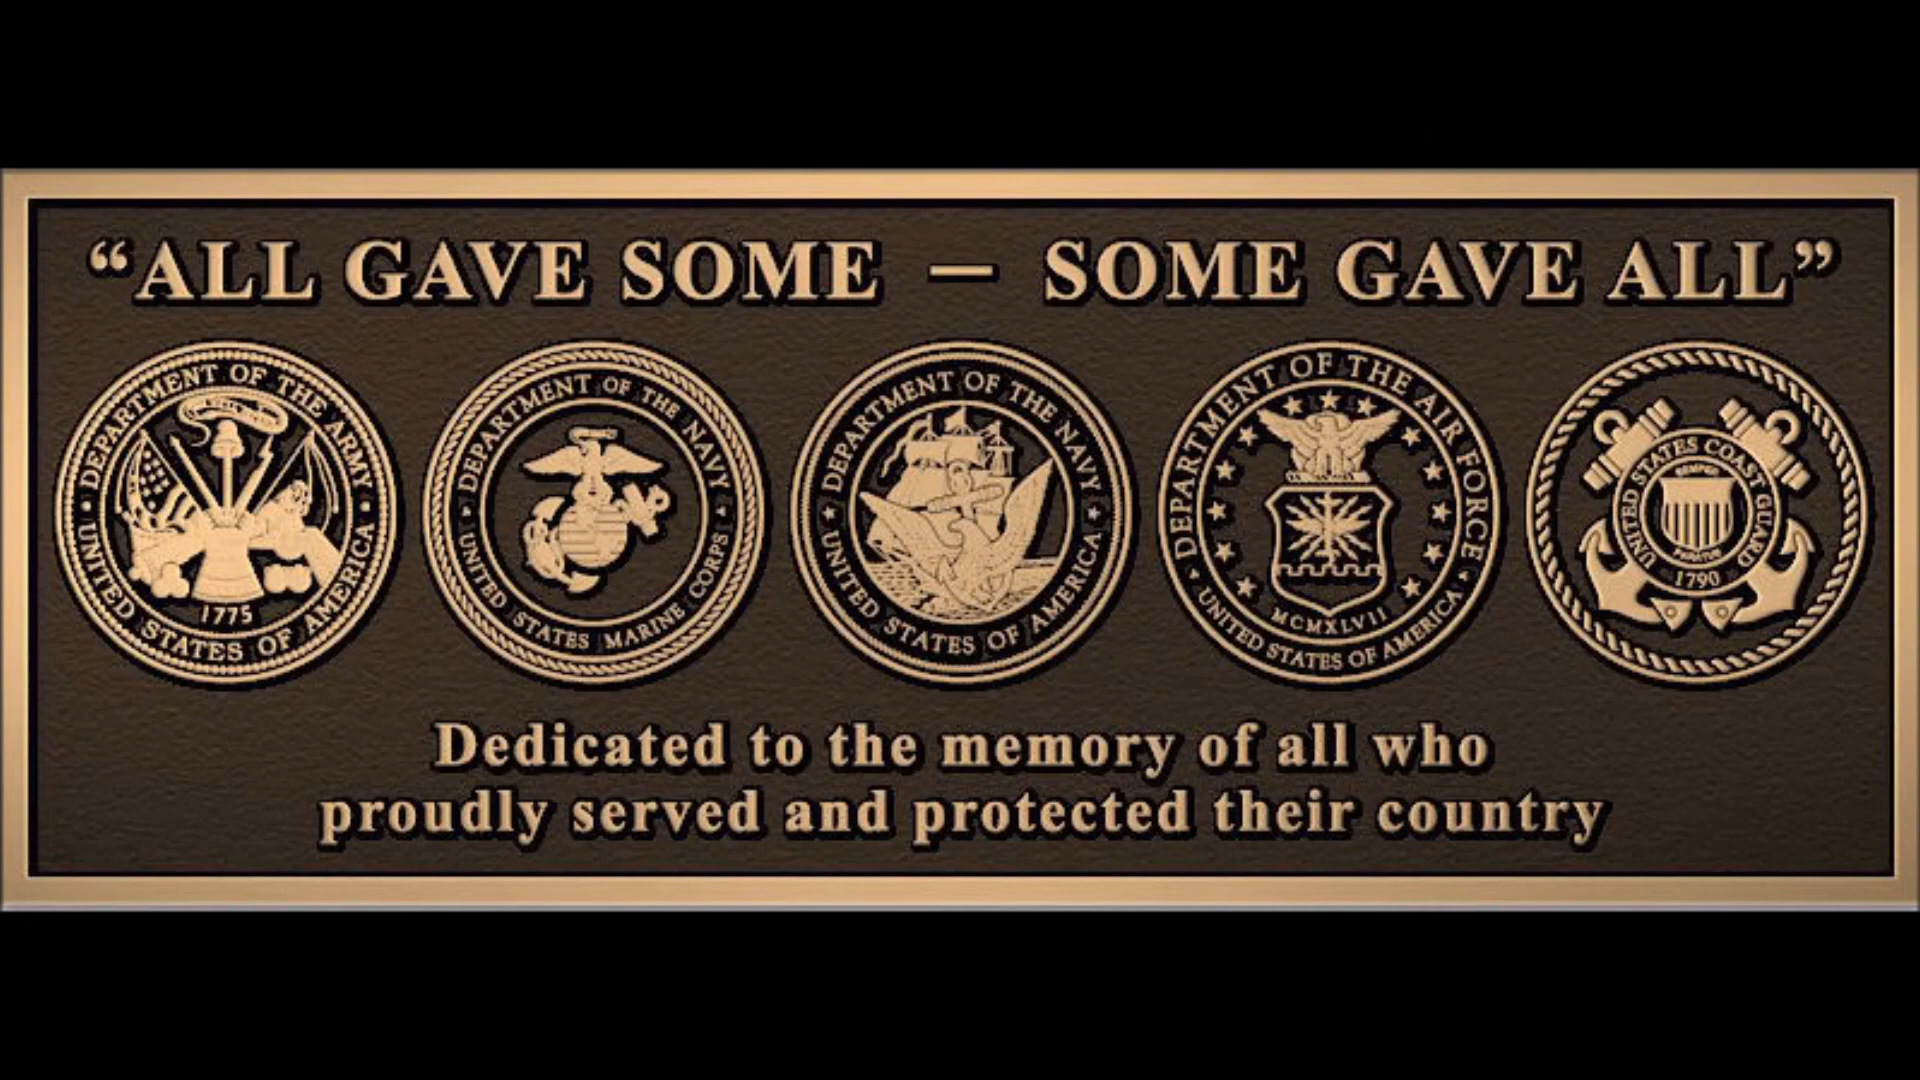 “ALL GAVE SOME – SOME GAVE ALL”
DEPARTMENT OF THE ARMY
UNITED STATES OF AMERICA
1775
DEPARTMENT OF THE NAVY
UNITED STATES MARINE CORPS
DEPARTMENT OF THE NAVY
UNITED STATES OF AMERICA
DEPARTMENT OF THE AIR FORCE
MCMXLVII
UNITED STATES OF AMERICA
UNITED STATES COAST GUARD
SEMPER
PARATUS
1790
Dedicated to the memory of all who
proudly served and protected their country